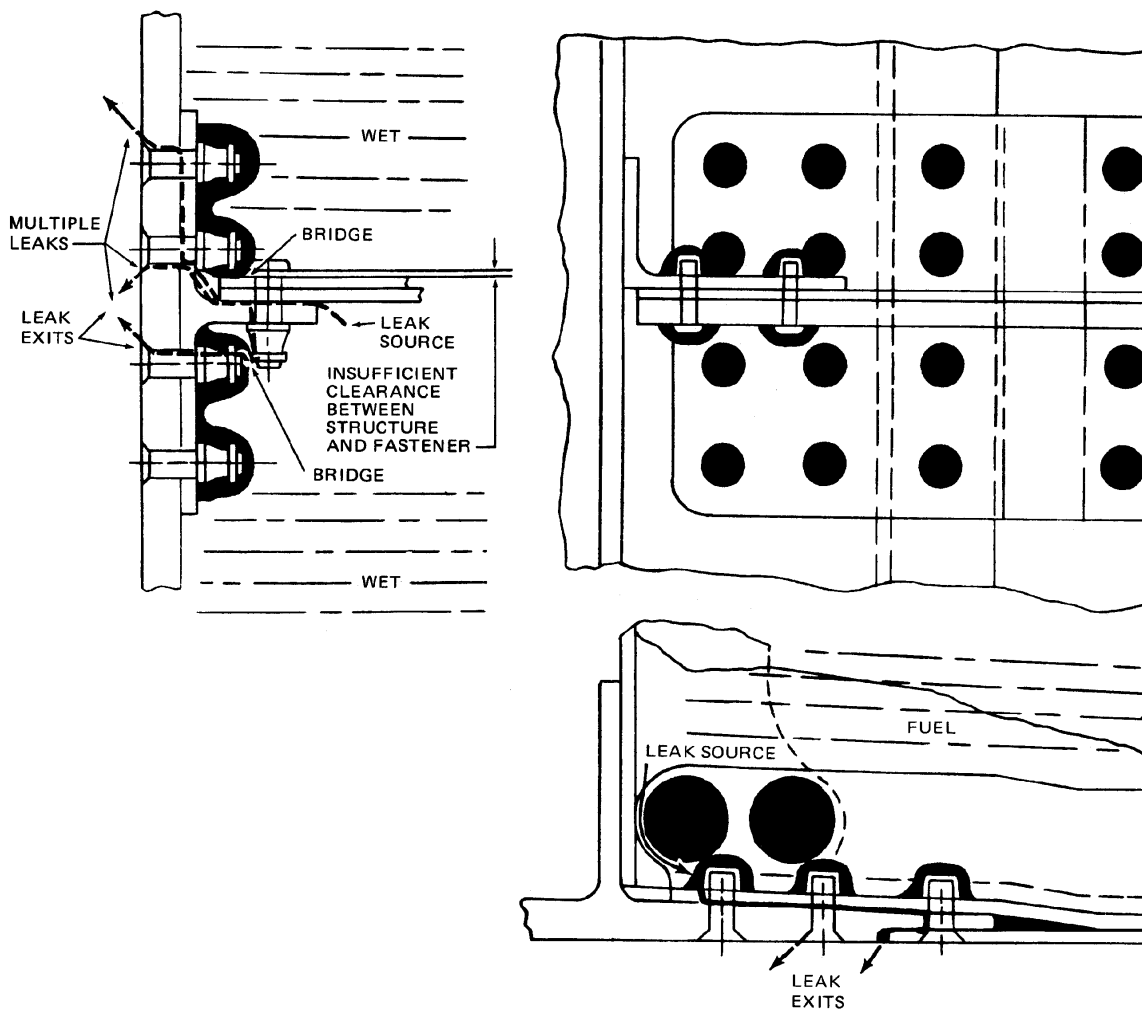 WET
MULTIPLE
LEAKS
BRIDGE
LEAK
EXITS
LEAK
SOURCE
INSUFFICIENT
CLEARANCE
BETWEEN
STRUCTURE
AND FASTENER
BRIDGE
WET
FUEL
LEAK SOURCE
LEAK
EXITS